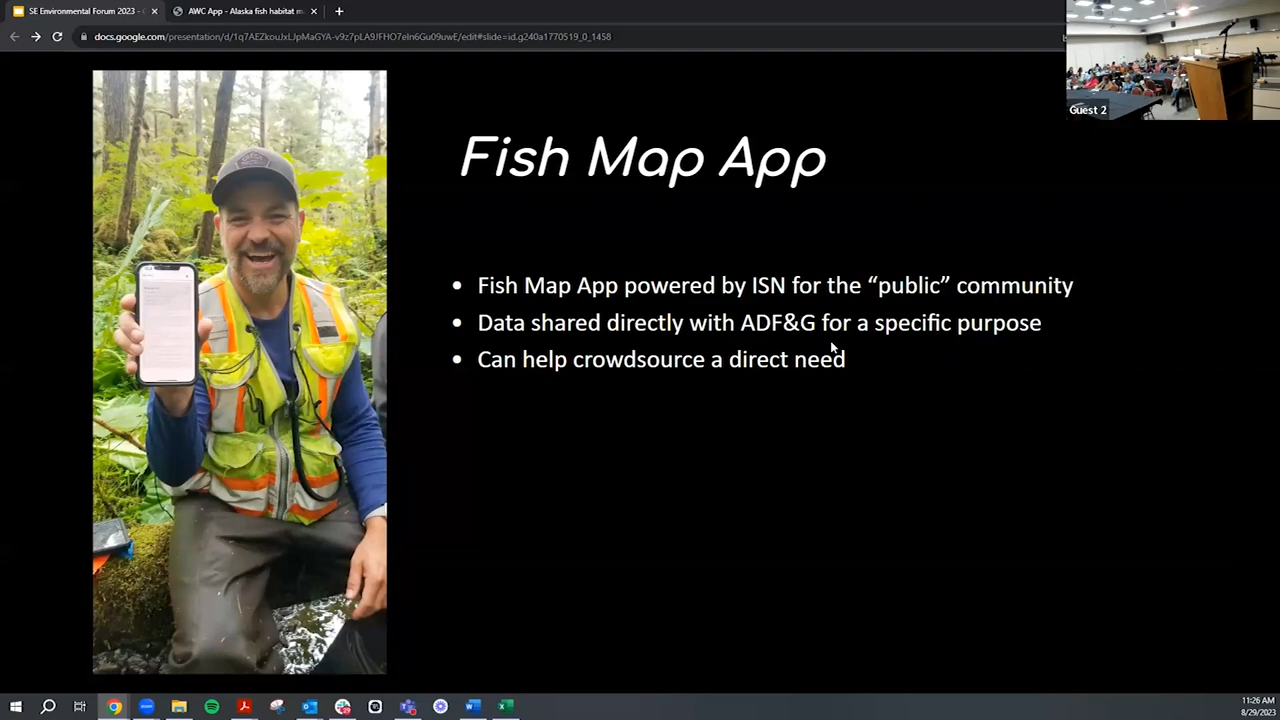 SE Environmental Forum 2023 -
AWC App - Alaska fish habitat m
docs.google.com/presentation/d/1q7AEZkouJxLJpMaGYA-v9z7pLA9JFHO7eIn6Gu09uwE/edit#slide=id.g240a1770519_0_1458
Guest 2
Fish Map App
• Fish Map App powered by ISN for the “public” community
• Data shared directly with ADF&G for a specific purpose
• Can help crowdsource a direct need
11:26 AM
8/29/2023